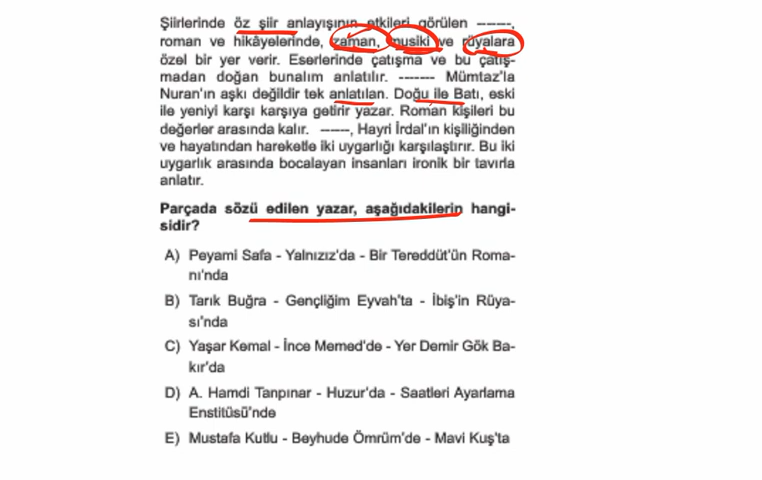 Şiirlerinde öz şiir anlayışının etkileri görülen -------,
roman ve hikâyelerinde, zaman, musiki ve rüyalara
özel bir yer verir. Eserlerinde çatışma ve bu çatış-
madan doğan bunalım anlatılır. ------- Mümtaz'la
Nuran'ın aşkı değildir tek anlatılan. Doğu ile Batı, eski
ile yeniyi karşı karşıya getirir yazar. Roman kişileri bu
değerler arasında kalır. ------, Hayri İrdal'ın kişiliğinden
ve hayatından hareketle iki uygarlığı karşılaştırır. Bu iki
uygarlık arasında bocalayan insanları ironik bir tavırla
anlatır.
Parçada sözü edilen yazar, aşağıdakilerin hangi-
sidir?
A) Peyami Safa - Yalnızız'da - Bir Tereddüt'ün Roma-
nı'nda
B) Tarık Buğra - Gençliğim Eyvah'ta - İbiş'in Rüya-
sı'nda
C) Yaşar Kemal - İnce Memed'de - Yer Demir Gök Ba-
kır'da
D) A. Hamdi Tanpınar - Huzur'da - Saatleri Ayarlama
Enstitüsü'nde
E) Mustafa Kutlu - Beyhude Ömrüm'de - Mavi Kuş'ta